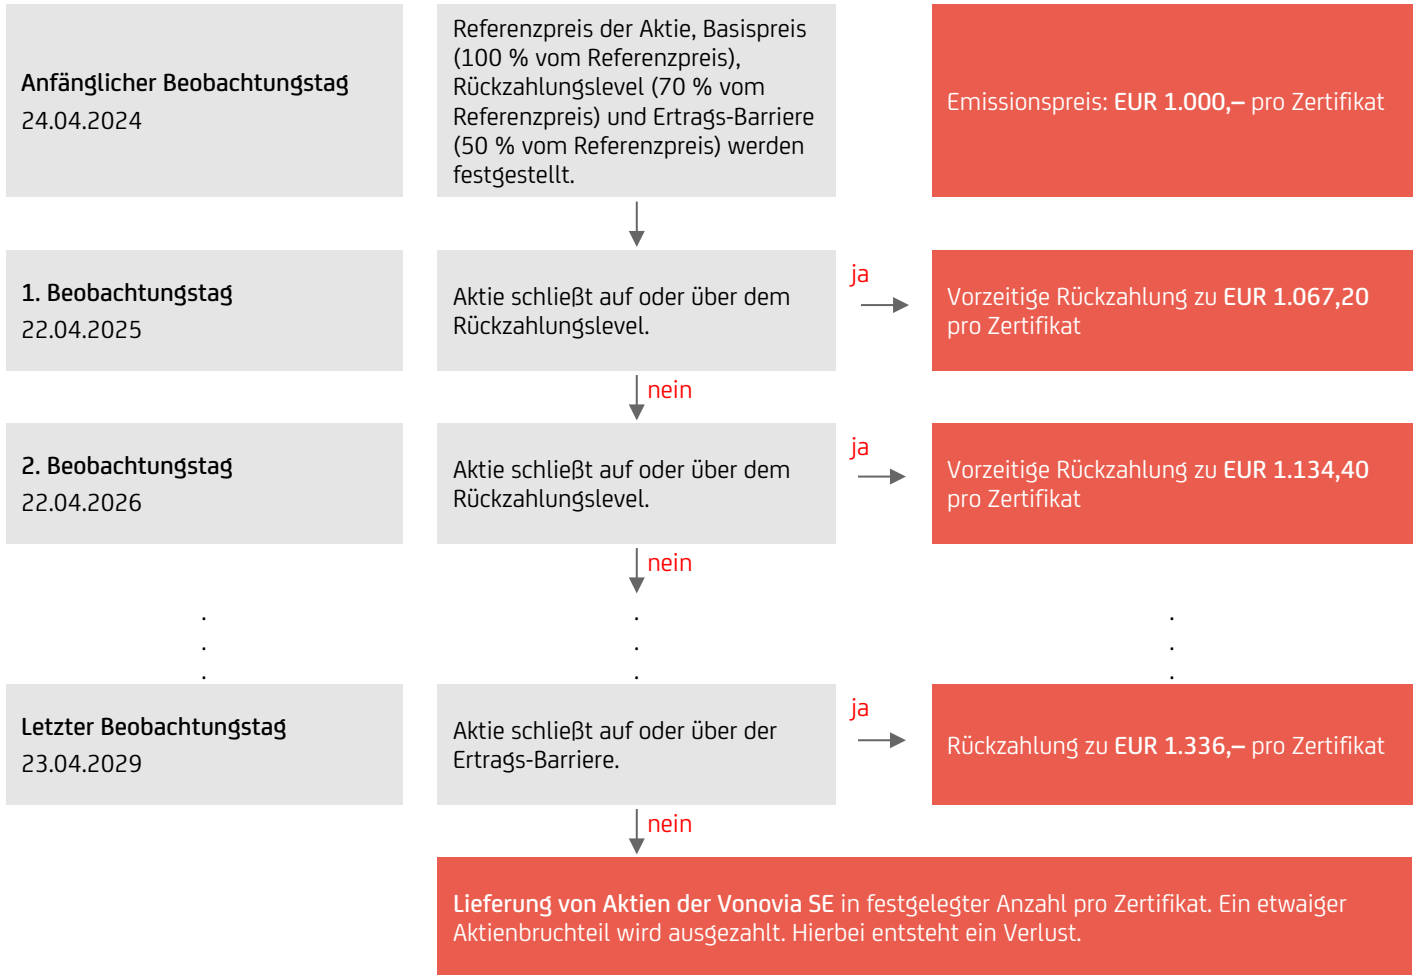 Anfänglicher Beobachtungstag
24.04.2024
Referenzpreis der Aktie, Basispreis
(100 % vom Referenzpreis),
Rückzahlungslevel (70 % vom
Referenzpreis) und Ertrags-Barriere
(50 % vom Referenzpreis) werden
festgestellt.
Emissionspreis: EUR 1.000,– pro Zertifikat
1. Beobachtungstag
22.04.2025
Aktie schließt auf oder über dem
Rückzahlungslevel.
ja
Vorzeitige Rückzahlung zu EUR 1.067,20
pro Zertifikat
nein
2. Beobachtungstag
22.04.2026
Aktie schließt auf oder über dem
Rückzahlungslevel.
ja
Vorzeitige Rückzahlung zu EUR 1.134,40
pro Zertifikat
nein
. . .
. . .
. . .
Letzter Beobachtungstag
23.04.2029
Aktie schließt auf oder über der
Ertrags-Barriere.
ja
Rückzahlung zu EUR 1.336,– pro Zertifikat
nein
Lieferung von Aktien der Vonovia SE in festgelegter Anzahl pro Zertifikat. Ein etwaiger
Aktienbruchteil wird ausgezahlt. Hierbei entsteht ein Verlust.